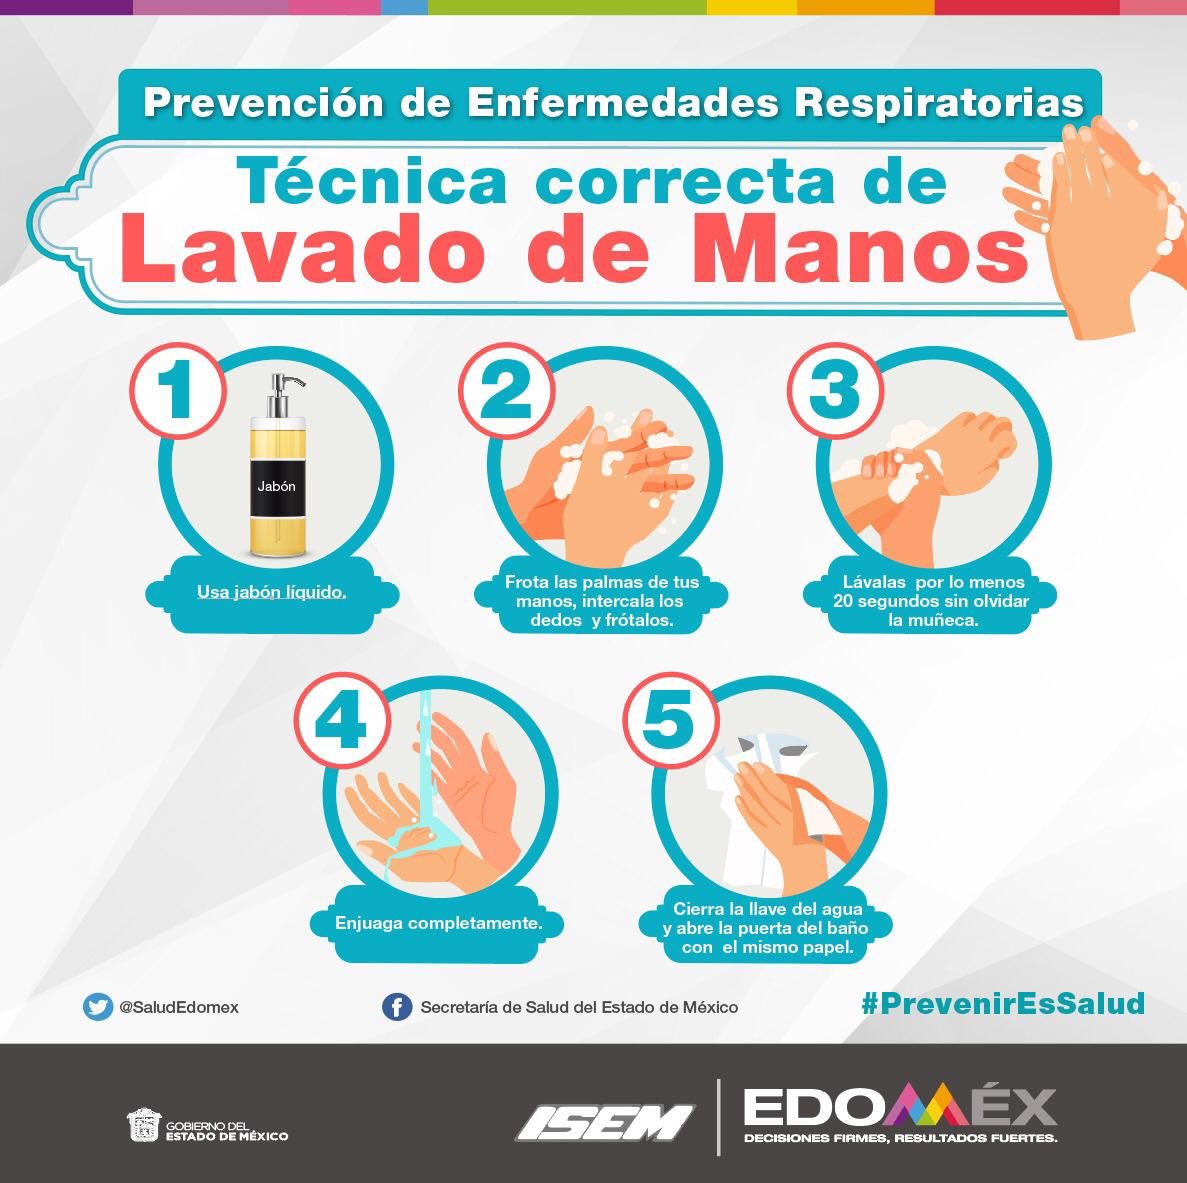 Prevención de Enfermedades Respiratorias
Técnica correcta de
Lavado de Manos
1
Jabón
Usa jabón líquido.
2
Frota las palmas de tus
manos, intercala los
dedos y frótalos.
3
Lávalas por lo menos
20 segundos sin olvidar
la muñeca.
4
Enjuaga completamente.
5
Cierra la llave del agua
y abre la puerta del baño
con el mismo papel.
@SaludEdomex
Secretaría de Salud del Estado de México
#PrevenirEsSalud
GOBIERNO DEL
ESTADO DE MÉXICO
ISEM
EDOMÉX
DECISIONES FIRMES, RESULTADOS FUERTES.